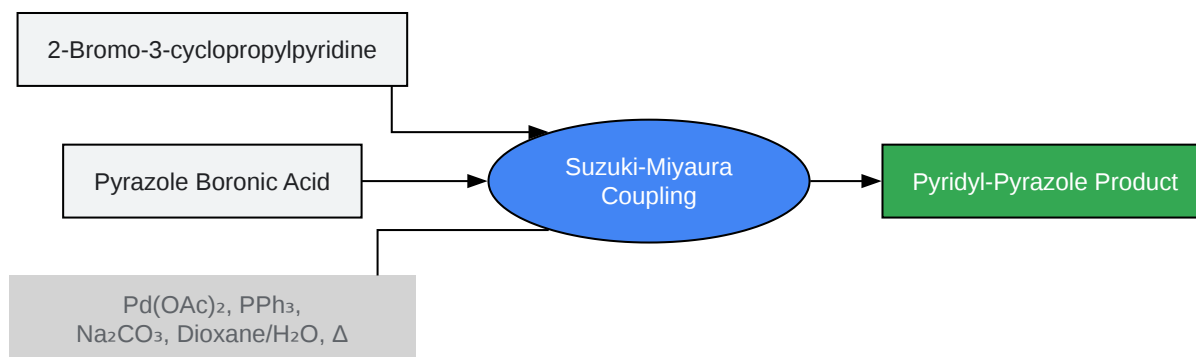 2-Bromo-3-cyclopropylpyridine
Pyrazole Boronic Acid
Suzuki-Miyaura
Coupling
Pyridyl-Pyrazole Product
Pd(OAc)₂, PPh₃,
Na₂CO₃, Dioxane/H₂O, Δ